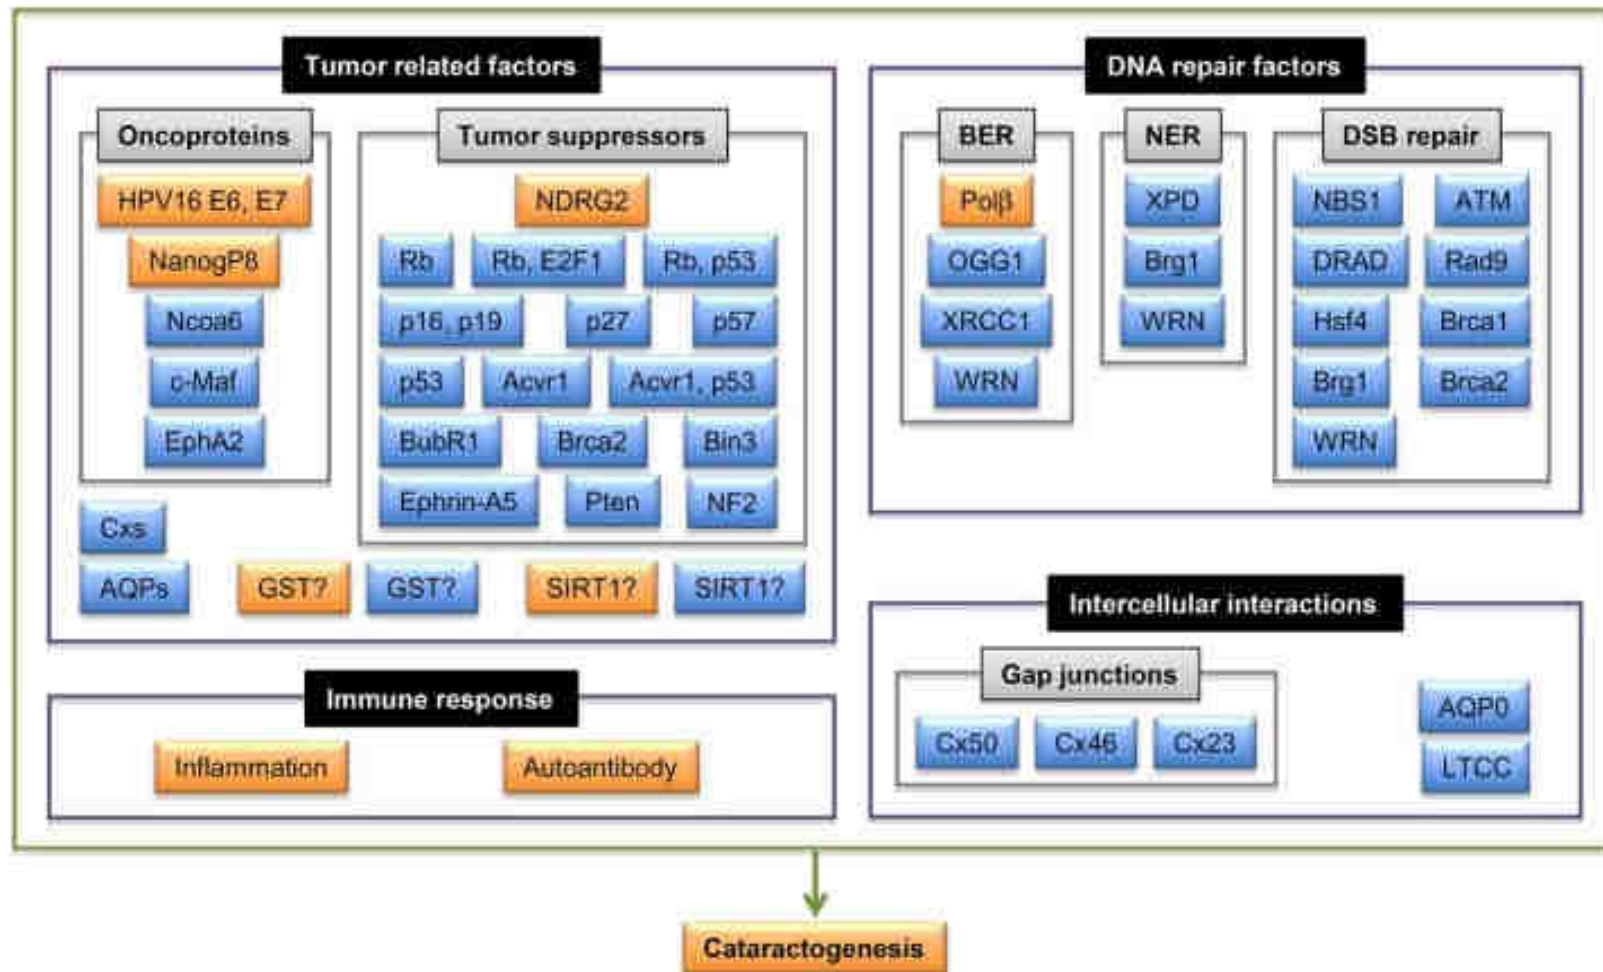 Tumor related factors
Oncoproteins
HPV16 E6, E7
NanogP8
Ncoa6
c-Maf
EphA2
Tumor suppressors
NDRG2
Rb
Rb, E2F1
Rb, p53
p16, p19
p27
p57
p53
Acvr1
Acvr1, p53
BubR1
Brca2
Bin3
Ephrin-A5
Pten
NF2
Cxs
AQPs
GST?
GST?
SIRT1?
SIRT1?
Immune response
Inflammation
Autoantibody
DNA repair factors
BER
Polβ
OGG1
XRCC1
WRN
NER
XPD
Brg1
WRN
DSB repair
NBS1
ATM
DRAD
Rad9
Hsf4
Brca1
Brg1
Brca2
WRN
Intercellular interactions
Gap junctions
Cx50
Cx46
Cx23
AQP0
LTCC
Cataractogenesis